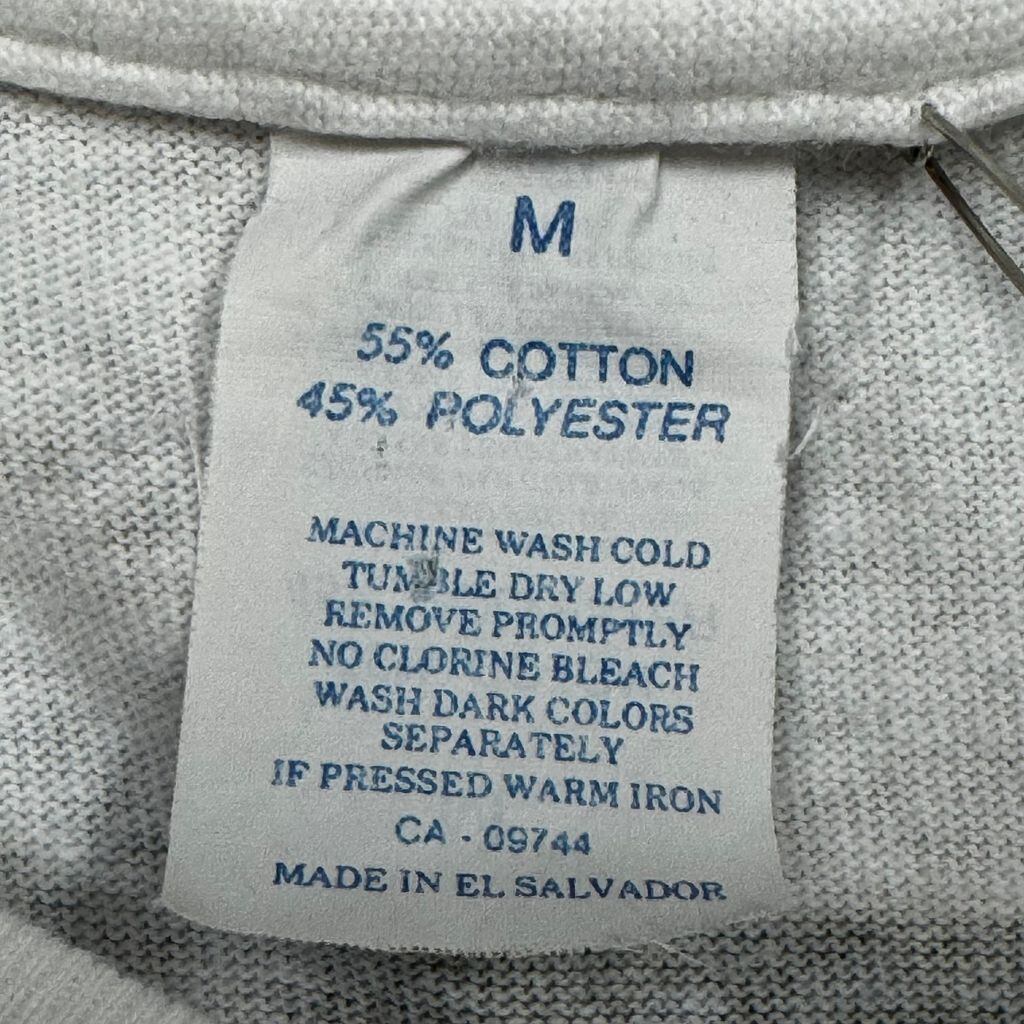 M
55% COTTON
45% POLYESTER
MACHINE WASH COLD
TUMBLE DRY LOW
REMOVE PROMPTLY
NO CLORINE BLEACH
WASH DARK COLORS
SEPARATELY
IF PRESSED WARM IRON
CA - 09744
MADE IN EL SALVADOR